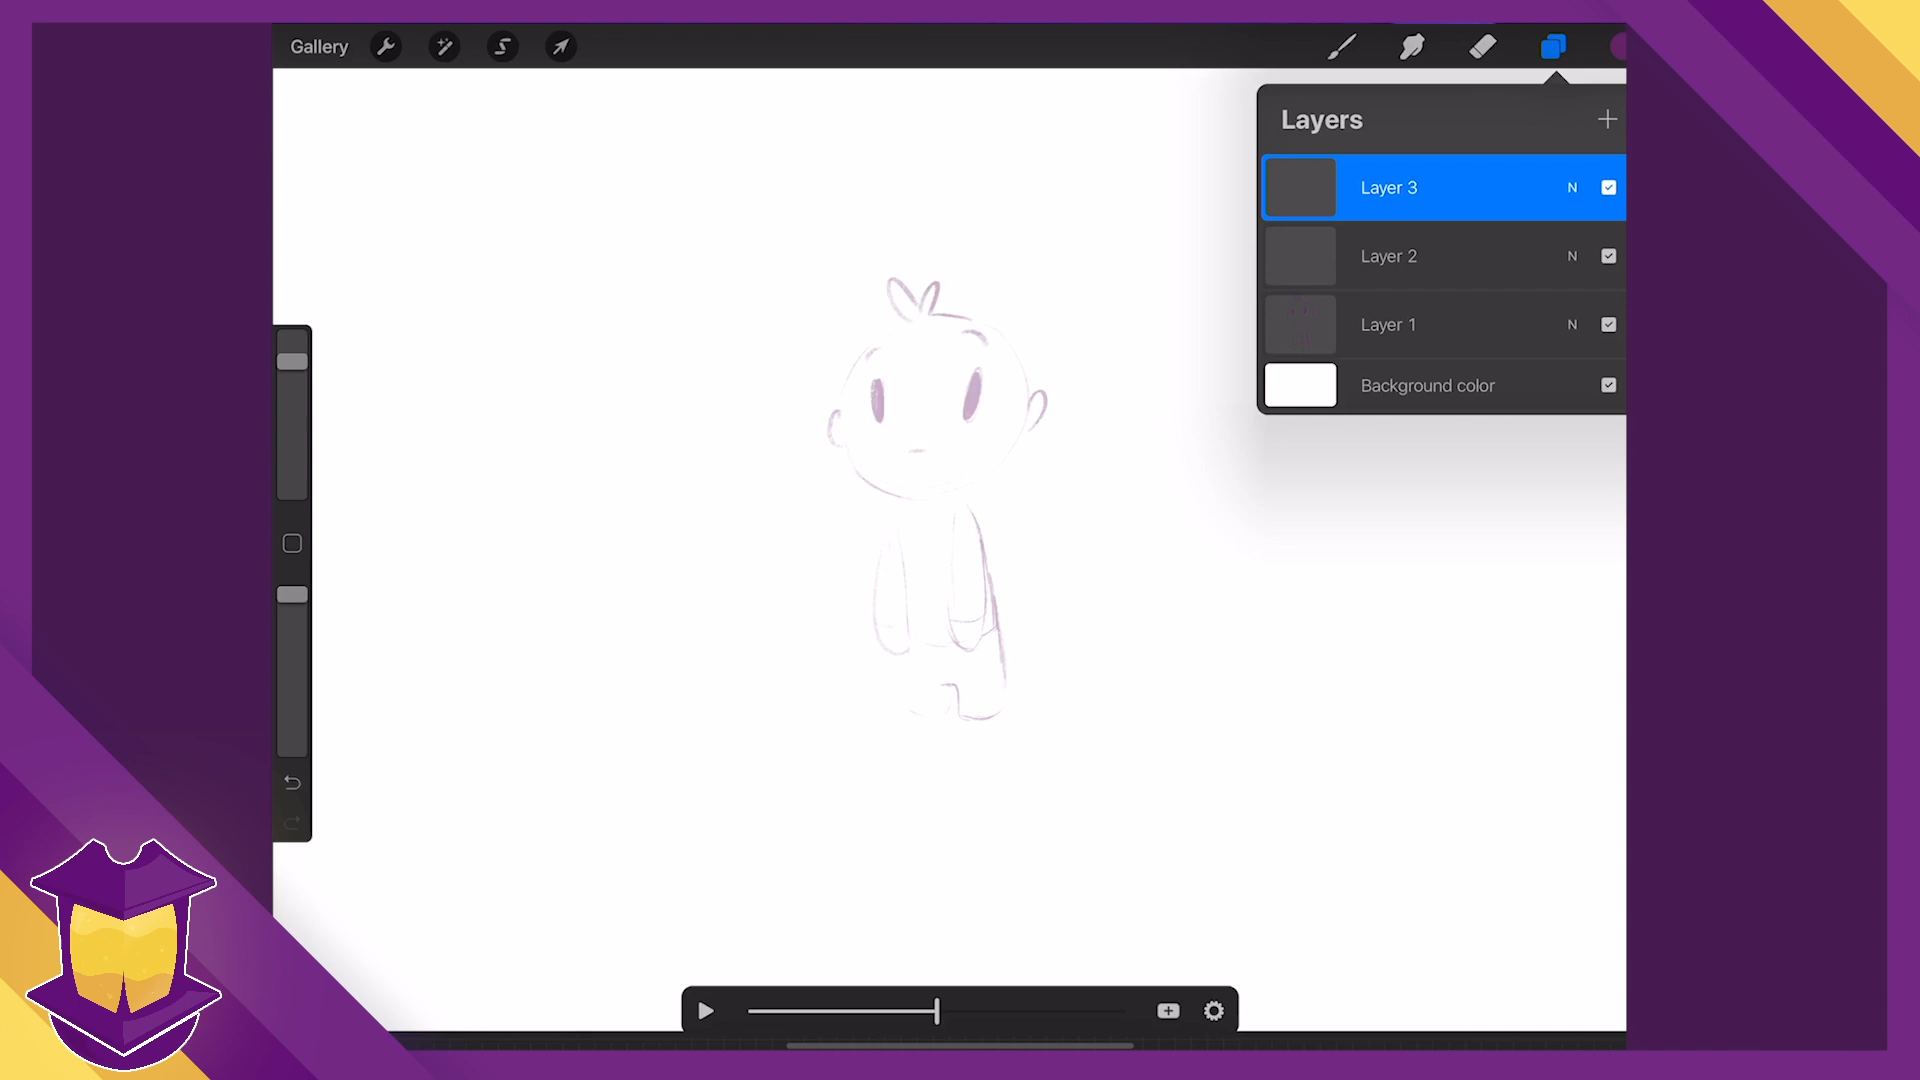 Gallery
Layers
Layer 3 N
Layer 2 N
Layer 1 N
Background color